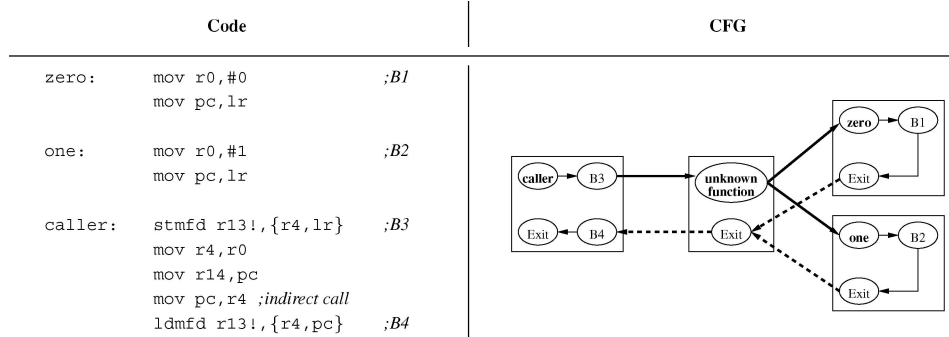 Code
CFG
zero: mov r0,#0 ;B1
mov pc,lr
one: mov r0,#1 ;B2
mov pc,lr
caller: stmfd r13!,{r4,lr} ;B3
mov r4,r0
mov r14,pc
mov pc,r4 ;indirect call
ldmfd r13!,{r4,pc} ;B4
caller B3
Exit B4
unknown
function
Exit
zero B1
Exit
one B2
Exit